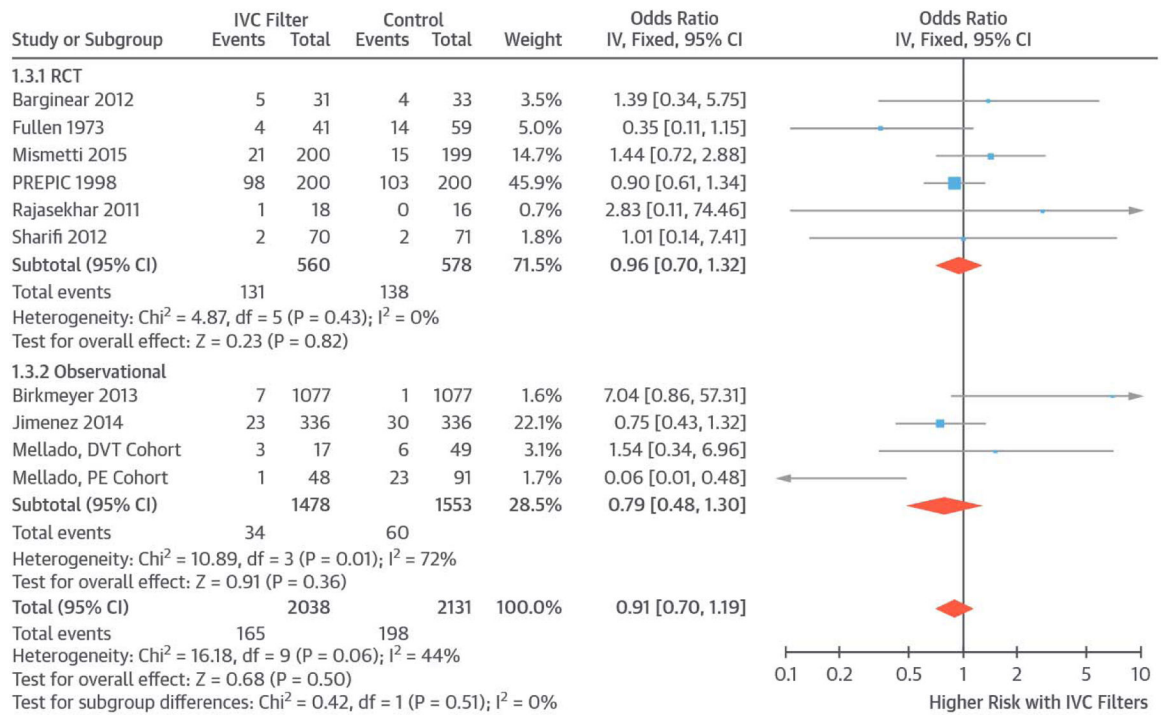 IVC Filter Control Odds Ratio Odds Ratio
Study or Subgroup Events Total Events Total Weight IV, Fixed, 95% CI IV, Fixed, 95% CI
1.3.1 RCT
Barginear 2012 5 31 4 33 3.5% 1.39 [0.34, 5.75]
Fullen 1973 4 41 14 59 5.0% 0.35 [0.11, 1.15]
Mismetti 2015 21 200 15 199 14.7% 1.44 [0.72, 2.88]
PREPIC 1998 98 200 103 200 45.9% 0.90 [0.61, 1.34]
Rajasekhar 2011 1 18 0 16 0.7% 2.83 [0.11, 74.46]
Sharifi 2012 2 70 2 71 1.8% 1.01 [0.14, 7.41]
Subtotal (95% CI) 560 578 71.5% 0.96 [0.70, 1.32]
Total events 131 138
Heterogeneity: Chi² = 4.87, df = 5 (P = 0.43); I² = 0%
Test for overall effect: Z = 0.23 (P = 0.82)
1.3.2 Observational
Birkmeyer 2013 7 1077 1 1077 1.6% 7.04 [0.86, 57.31]
Jimenez 2014 23 336 30 336 22.1% 0.75 [0.43, 1.32]
Mellado, DVT Cohort 3 17 6 49 3.1% 1.54 [0.34, 6.96]
Mellado, PE Cohort 1 48 23 91 1.7% 0.06 [0.01, 0.48]
Subtotal (95% CI) 1478 1553 28.5% 0.79 [0.48, 1.30]
Total events 34 60
Heterogeneity: Chi² = 10.89, df = 3 (P = 0.01); I² = 72%
Test for overall effect: Z = 0.91 (P = 0.36)
Total (95% CI) 2038 2131 100.0% 0.91 [0.70, 1.19]
Total events 165 198
Heterogeneity: Chi² = 16.18, df = 9 (P = 0.06); I² = 44%
Test for overall effect: Z = 0.68 (P = 0.50)
Test for subgroup differences: Chi² = 0.42, df = 1 (P = 0.51); I² = 0%
0.1 0.2 0.5 1 2 5 10
Higher Risk with IVC Filters